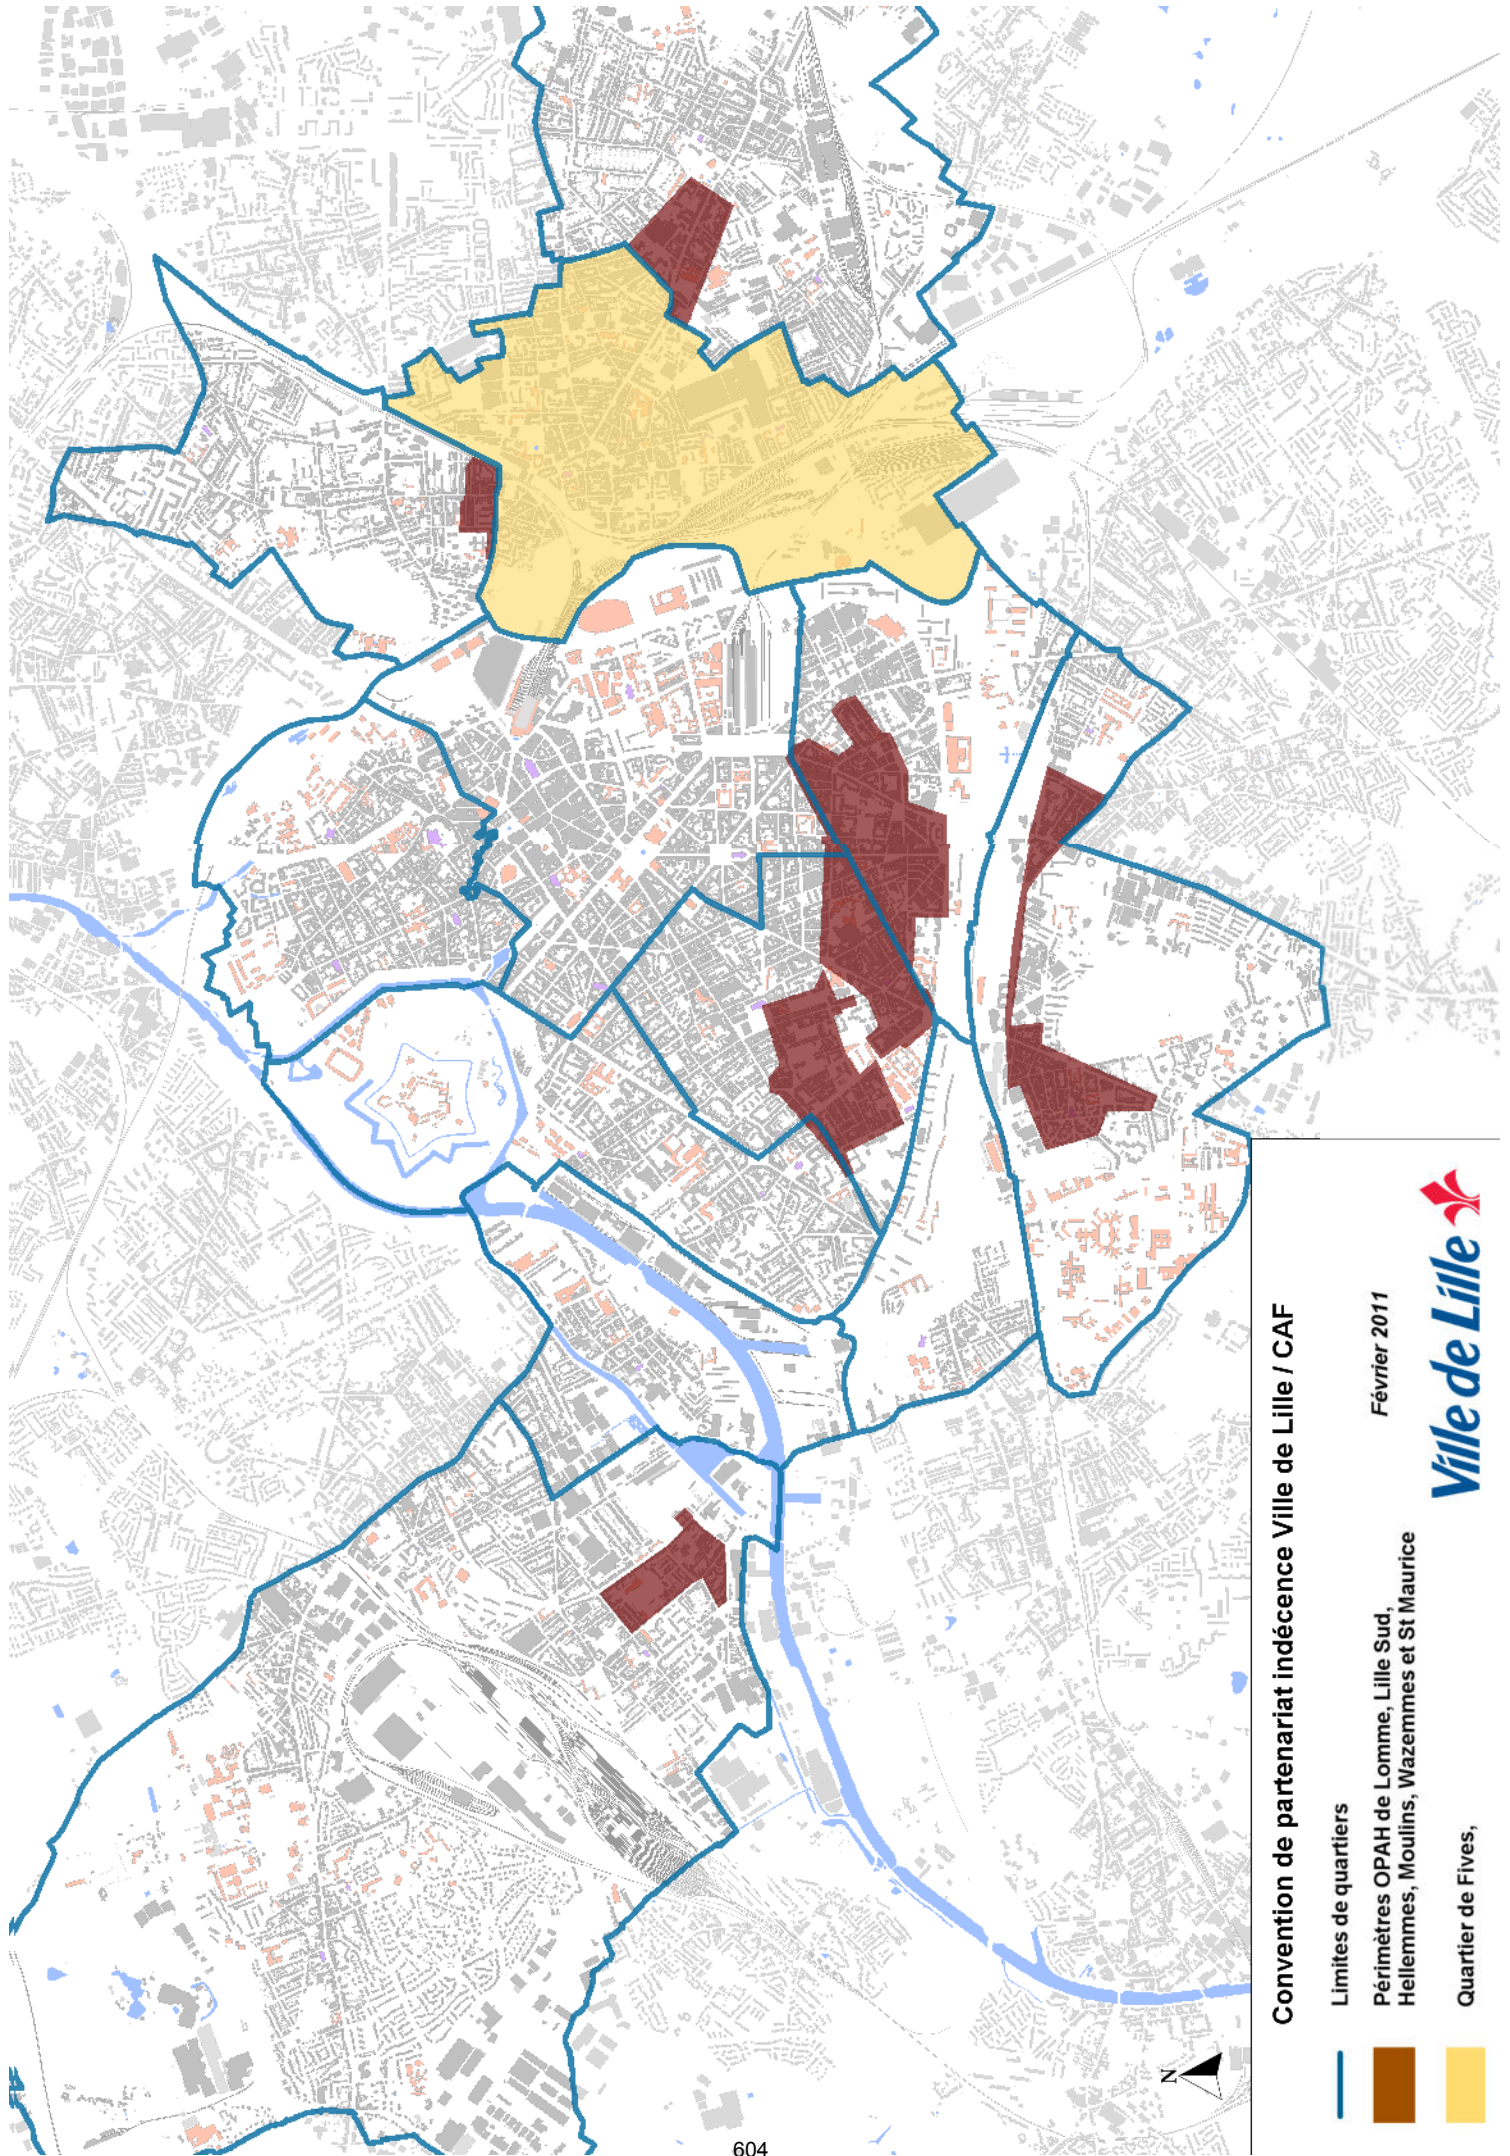 Convention de partenariat indécence Ville de Lille / CAF
Février 2011
Limites de quartiers
Périmètres OPAH de Lomme, Lille Sud,
Hellemmes, Moulins, Wazemmes et St Maurice
Quartier de Fives,
Ville de Lille
N
604